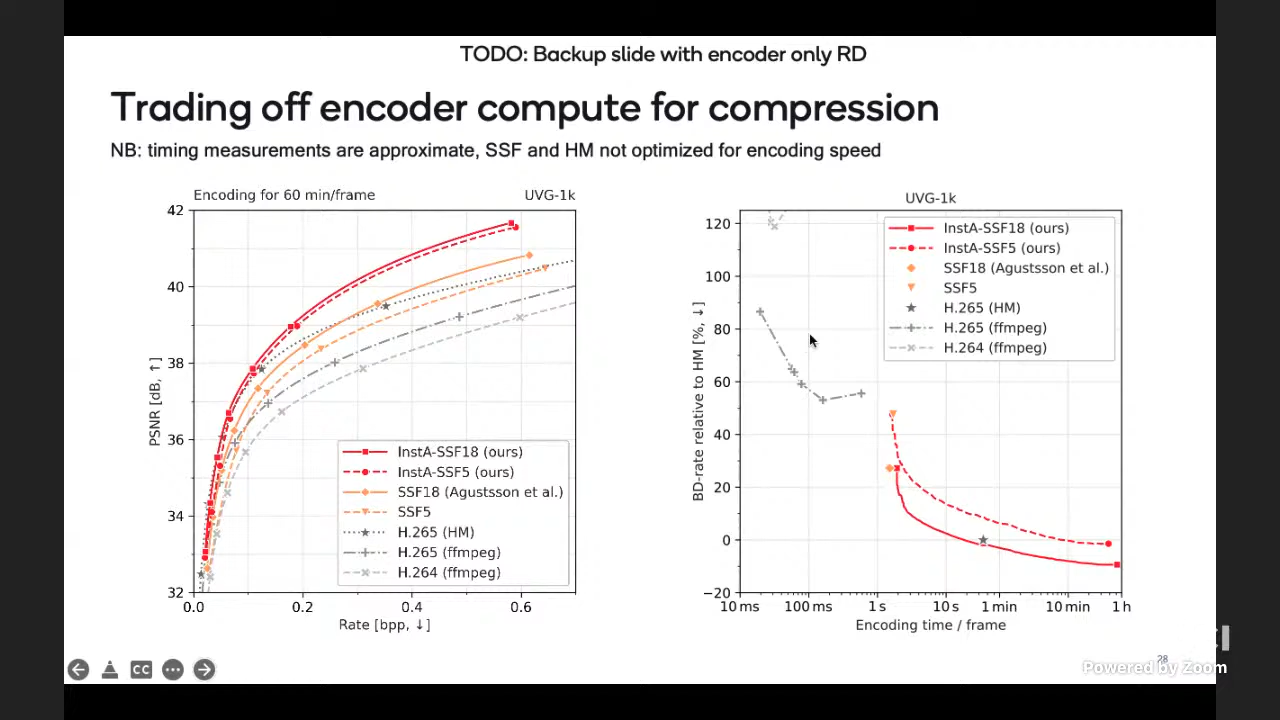 TODO: Backup slide with encoder only RD
Trading off encoder compute for compression
NB: timing measurements are approximate, SSF and HM not optimized for encoding speed
Encoding for 60 min/frame UVG-1k
42
40
38
36
34
32
PSNR [dB, ↑]
InstA-SSF18 (ours)
InstA-SSF5 (ours)
SSF18 (Agustsson et al.)
SSF5
H.265 (HM)
H.265 (ffmpeg)
H.264 (ffmpeg)
0.0 0.2 0.4 0.6
Rate [bpp, ↓]
UVG-1k
120
100
80
60
40
20
0
−20
BD-rate relative to HM [%, ↓]
InstA-SSF18 (ours)
InstA-SSF5 (ours)
SSF18 (Agustsson et al.)
SSF5
H.265 (HM)
H.265 (ffmpeg)
H.264 (ffmpeg)
10 ms 100 ms 1 s 10 s 1 min 10 min 1 h
Encoding time / frame
28
CC
Powered by Zoom